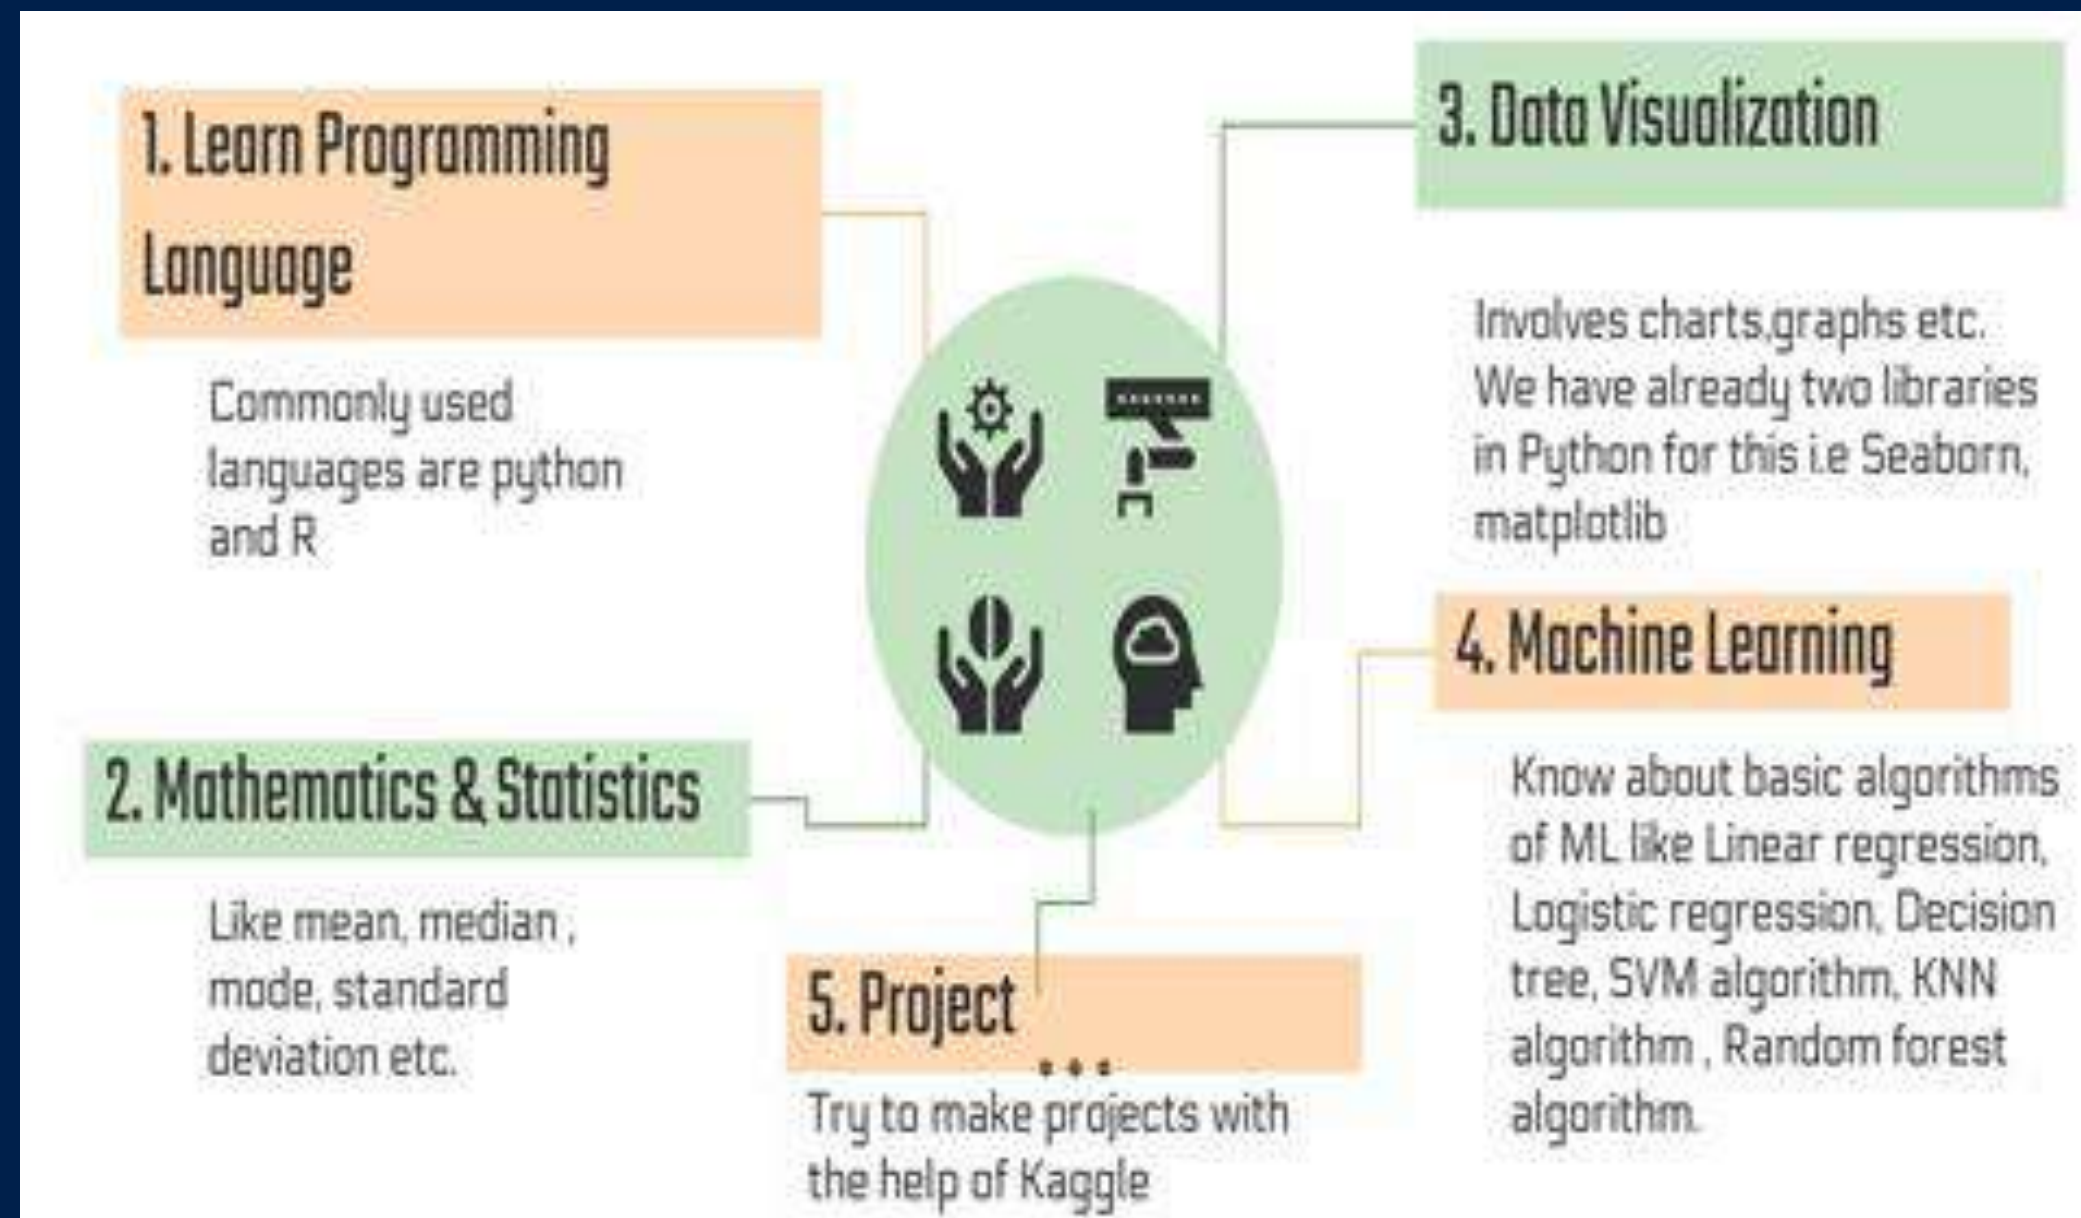 1. Learn Programming
Language
Commonly used
languages are python
and R
2. Mathematics & Statistics
Like mean, median ,
mode, standard
deviation etc.
3. Data Visualization
Involves charts,graphs etc.
We have already two libraries
in Python for this i.e Seaborn,
matplotlib
4. Machine Learning
Know about basic algorithms
of ML like Linear regression,
Logistic regression, Decision
tree, SVM algorithm, KNN
algorithm , Random forest
algorithm.
5. Project
...
Try to make projects with
the help of Kaggle